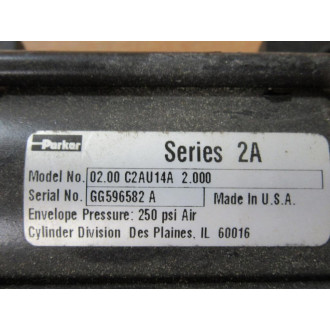 Parker
Series 2A
Model No. 02.00 C2AU14A 2.000
Serial No. GG596582 A Made in U.S.A.
Envelope Pressure: 250 psi Air
Cylinder Division Des Plaines, IL 60016